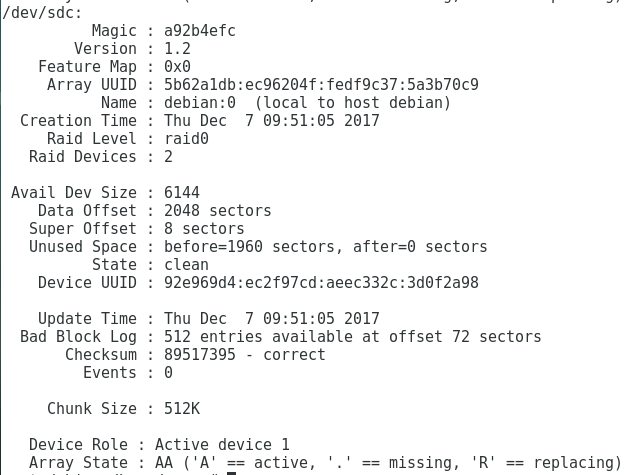 /dev/sdc:
Magic : a92b4efc
Version : 1.2
Feature Map : 0x0
Array UUID : 5b62a1db:ec96204f:fedf9c37:5a3b70c9
Name : debian:0  (local to host debian)
Creation Time : Thu Dec  7 09:51:05 2017
Raid Level : raid0
Raid Devices : 2
Avail Dev Size : 6144
Data Offset : 2048 sectors
Super Offset : 8 sectors
Unused Space : before=1960 sectors, after=0 sectors
State : clean
Device UUID : 92e969d4:ec2f97cd:aeec332c:3d0f2a98
Update Time : Thu Dec  7 09:51:05 2017
Bad Block Log : 512 entries available at offset 72 sectors
Checksum : 89517395 - correct
Events : 0
Chunk Size : 512K
Device Role : Active device 1
Array State : AA ('A' == active, '.' == missing, 'R' == replacing)